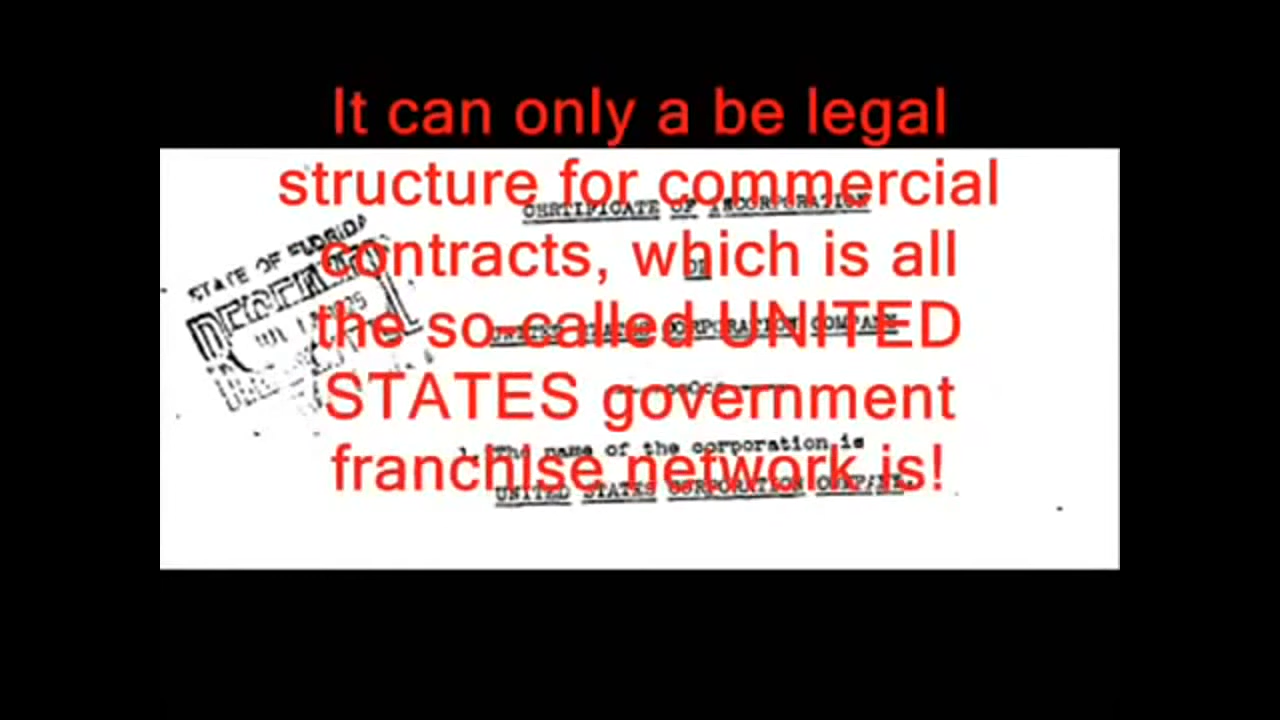 It can only a be legal
structure for commercial
CERTIFICATE OF INCORPORATION
contracts, which is all
OF
STATE OF FLORIDA
the so-called UNITED
UNITED STATES CORPORATION COMPANY
STATES government
1. The name of the corporation is
franchise network is!
UNITED STATES CORPORATION COMPANY.